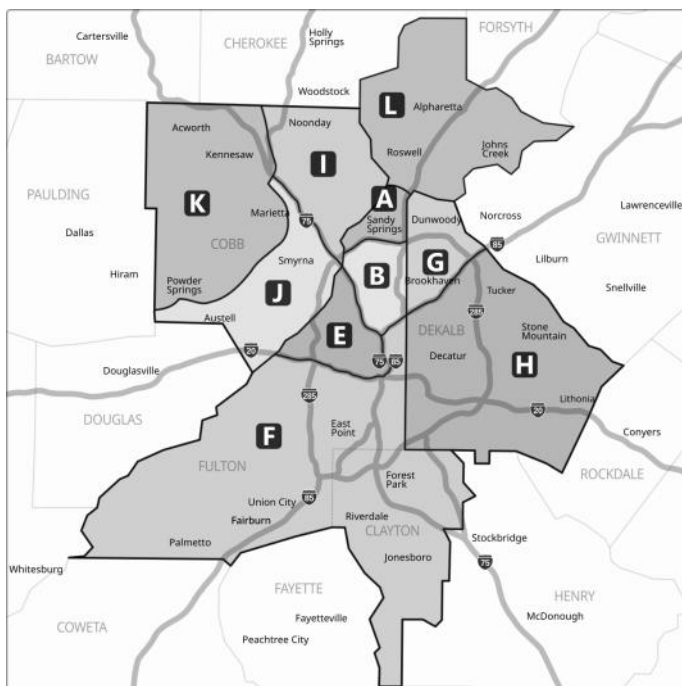 Cartersville
Holly
Springs
FORSYTH
CHEROKEE
BARTOW
Woodstock
L
Alpharetta
Noonday
Acworth
Johns
Creek
Roswell
Kennesaw
I
PAULDING
K
A
Lawrenceville
Marietta
75
Sandy
Springs
Dunwoody
Norcross
Dallas
COBB
85
GWINNETT
Smyrna
B
G
Lilburn
Hiram
Powder
Springs
J
Brookhaven
Tucker
Snellville
Austell
285
E
DEKALB
Stone
Mountain
20
75
85
Decatur
H
Douglasville
285
Lithonia
20
DOUGLAS
East
Point
F
Conyers
FULTON
Forest
Park
ROCKDALE
85
Union City
Riverdale
Fairburn
CLAYTON
Palmetto
Stockbridge
Jonesboro
75
Whitesburg
FAYETTE
HENRY
Fayetteville
McDonough
COWETA
Peachtree City